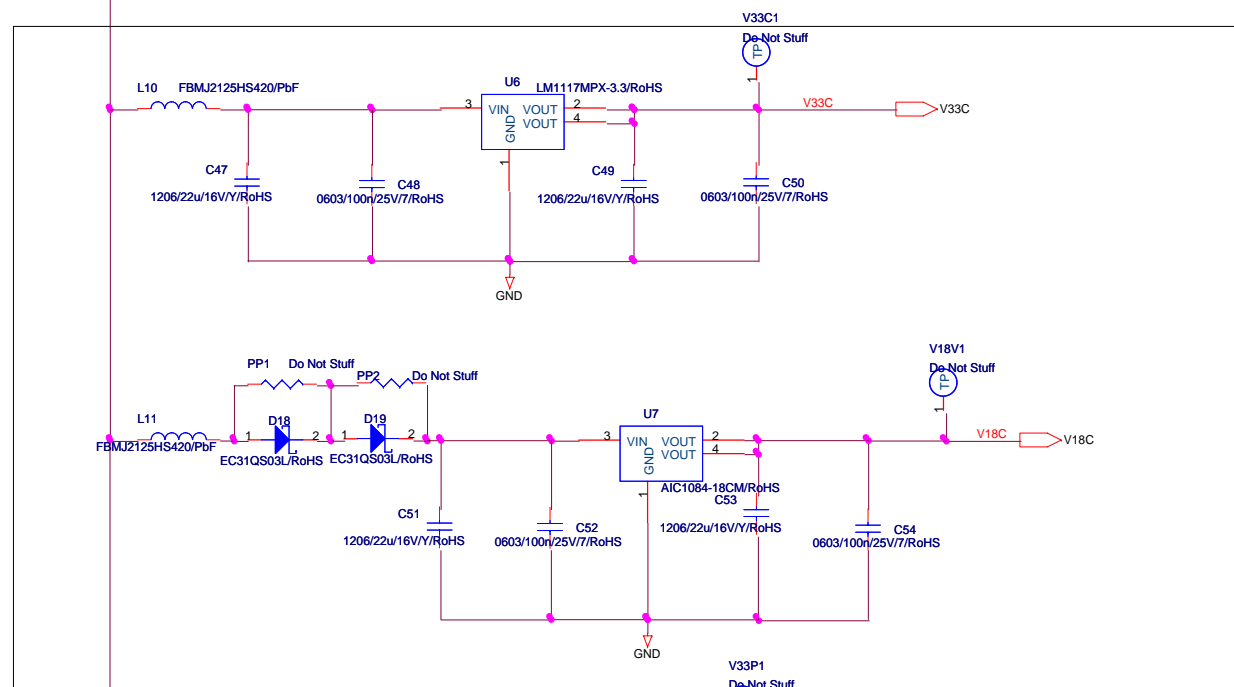 V33C1
Do Not Stuff
TP
1
L10
FBMJ2125HS420/PbF
U6
LM1117MPX-3.3/RoHS
3
VIN
VOUT
2
VOUT
4
GND
1
V33C
V33C
C47
1206/22u/16V/Y/RoHS
C48
0603/100n/25V/7/RoHS
C49
1206/22u/16V/Y/RoHS
C50
0603/100n/25V/7/RoHS
GND
PP1
Do Not Stuff
PP2
Do Not Stuff
V18V1
Do Not Stuff
TP
1
L11
FBMJ2125HS420/PbF
1
D18
2
EC31QS03L/RoHS
1
D19
2
EC31QS03L/RoHS
U7
3
VIN
VOUT
2
VOUT
4
GND
1
AIC1084-18CM/RoHS
V18C
V18C
C51
1206/22u/16V/Y/RoHS
C52
0603/100n/25V/7/RoHS
C53
1206/22u/16V/Y/RoHS
C54
0603/100n/25V/7/RoHS
GND
V33P1
Do Not Stuff